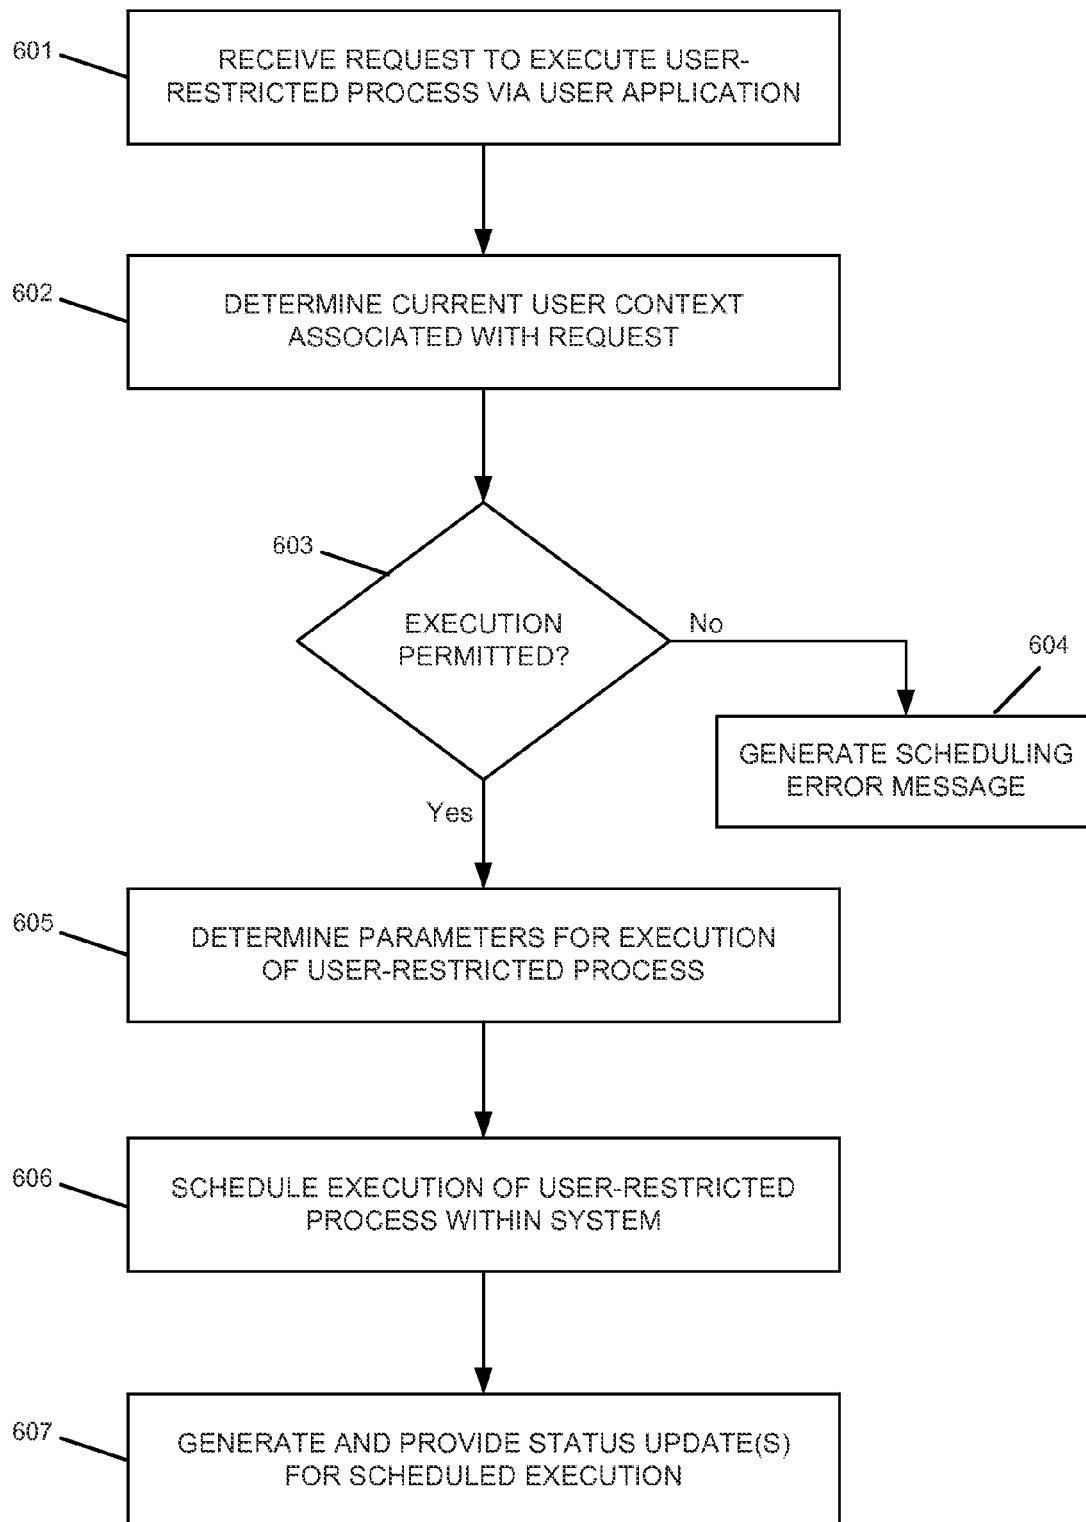 601
RECEIVE REQUEST TO EXECUTE USER-
RESTRICTED PROCESS VIA USER APPLICATION
602
DETERMINE CURRENT USER CONTEXT
ASSOCIATED WITH REQUEST
603
EXECUTION
PERMITTED?
No
604
GENERATE SCHEDULING
ERROR MESSAGE
Yes
605
DETERMINE PARAMETERS FOR EXECUTION
OF USER-RESTRICTED PROCESS
606
SCHEDULE EXECUTION OF USER-RESTRICTED
PROCESS WITHIN SYSTEM
607
GENERATE AND PROVIDE STATUS UPDATE(S)
FOR SCHEDULED EXECUTION